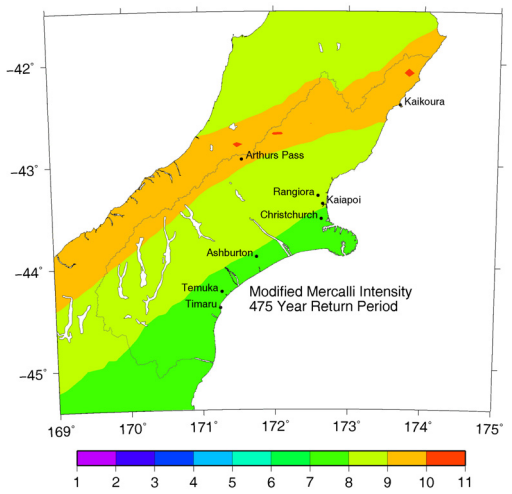 −42°
Kaikoura
Arthurs Pass
−43°
Rangiora
Kaiapoi
Christchurch
Ashburton
−44°
Temuka
Modified Mercalli Intensity
Timaru
475 Year Return Period
−45°
169° 170° 171° 172° 173° 174° 175°
1 2 3 4 5 6 7 8 9 10 11